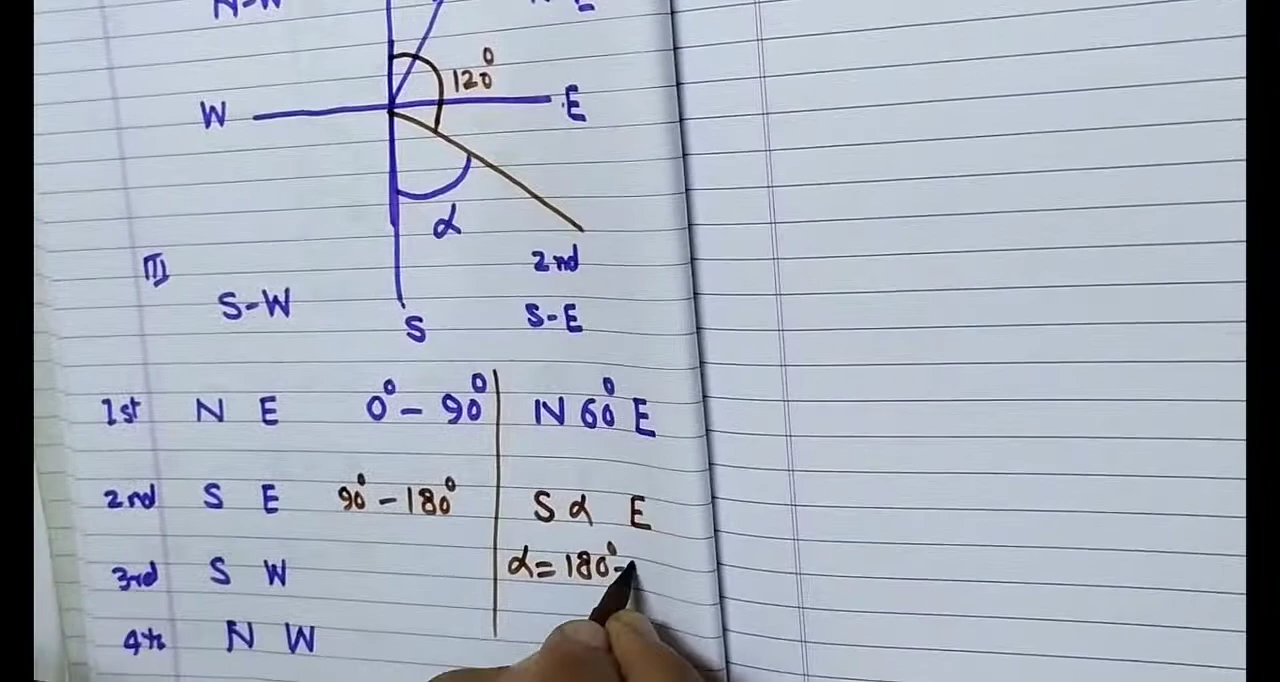 N-W
120°
W E
α
2nd
III
S-W S-E
S
1st N E 0° - 90° N 60° E
2nd S E 90° - 180° S α E
3rd S W α = 180° -
4th N W